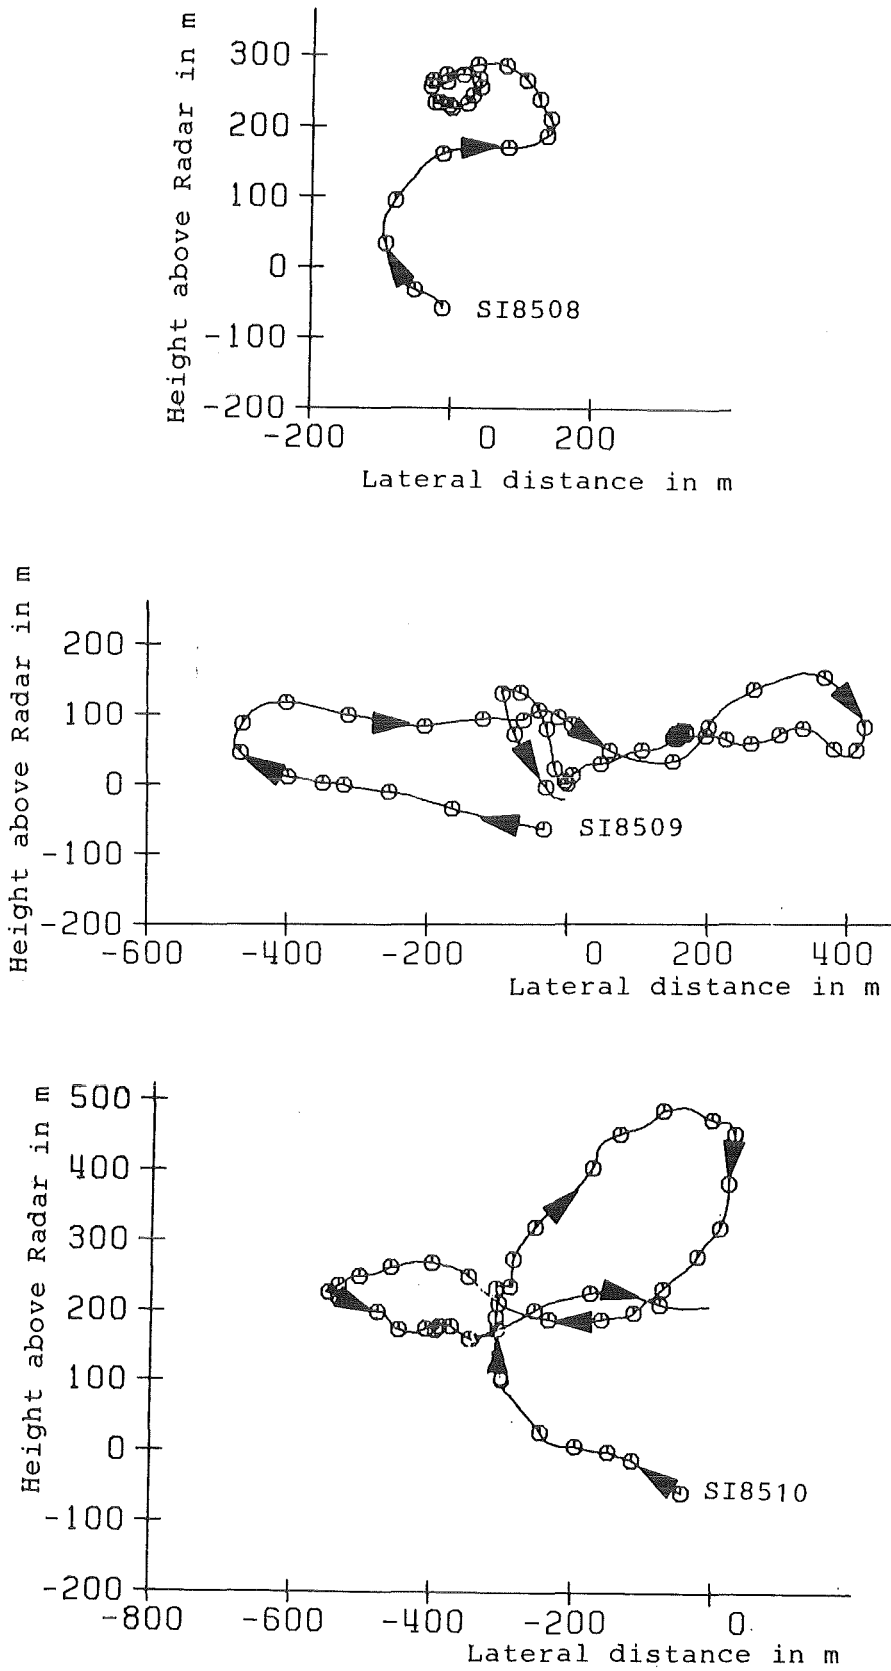 Height above Radar in m
300
200
100
0
-100
-200
SI8508
-200 0 200
Lateral distance in m
Height above Radar in m
200
100
0
-100
-200
SI8509
-600 -400 -200 0 200 400
Lateral distance in m
Height above Radar in m
500
400
300
200
100
0
-100
-200
SI8510
-800 -600 -400 -200 0
Lateral distance in m